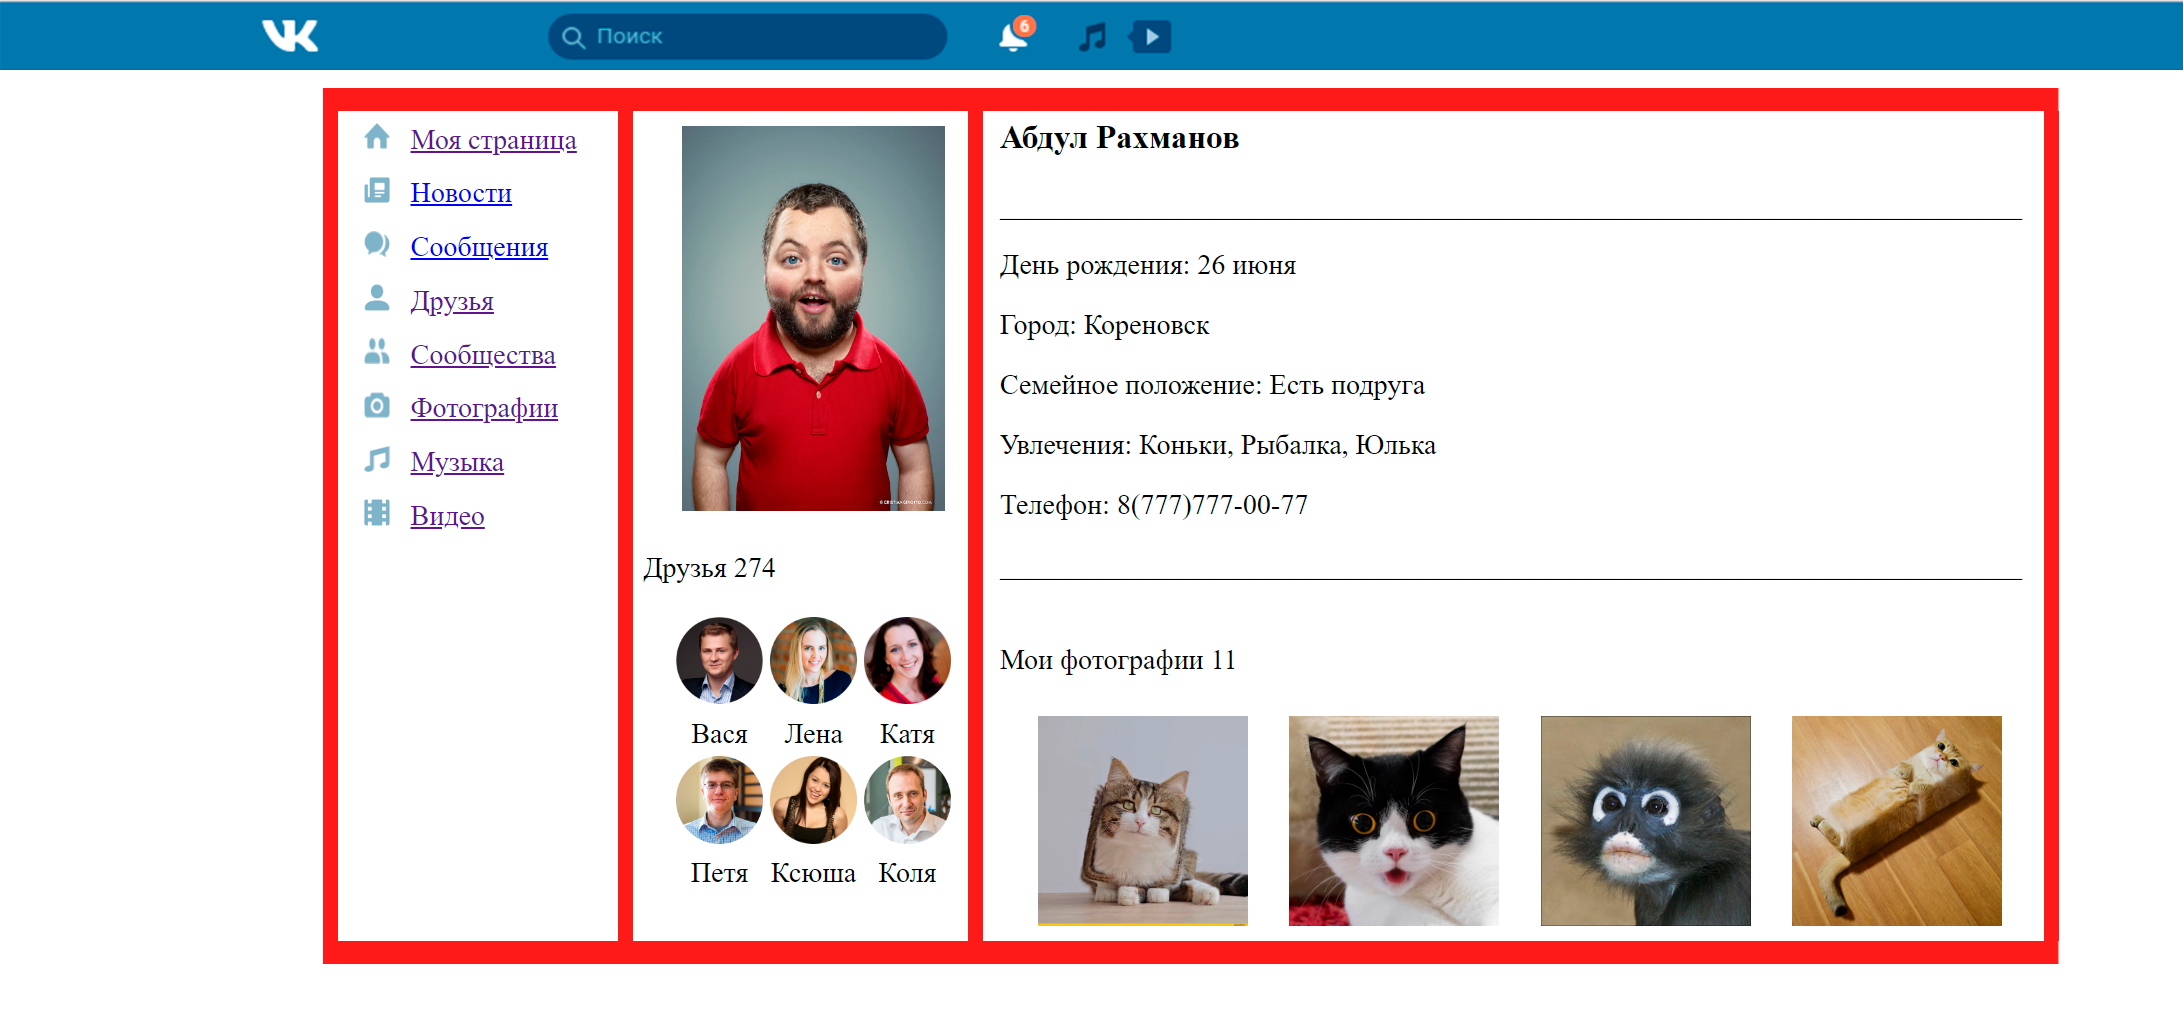 VK
Поиск
6
Моя страница
Новости
Сообщения
Друзья
Сообщества
Фотографии
Музыка
Видео
Друзья 274
Вася Лена Катя
Петя Ксюша Коля
Абдул Рахманов
День рождения: 26 июня
Город: Кореновск
Семейное положение: Есть подруга
Увлечения: Коньки, Рыбалка, Юлька
Телефон: 8(777)777-00-77
Мои фотографии 11